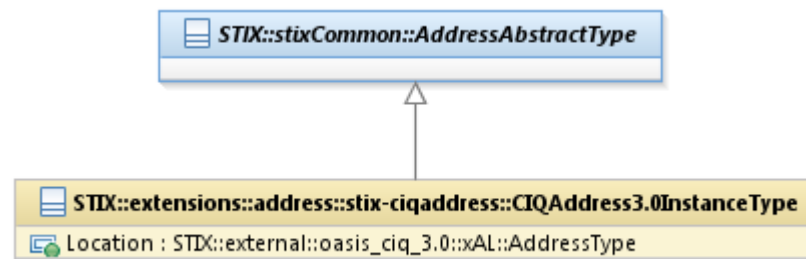 STIX::stixCommon::AddressAbstractType
STIX::extensions::address::stix-ciqaddress::CIQAddress3.0InstanceType
Location : STIX::external::oasis_ciq_3.0::xAL::AddressType